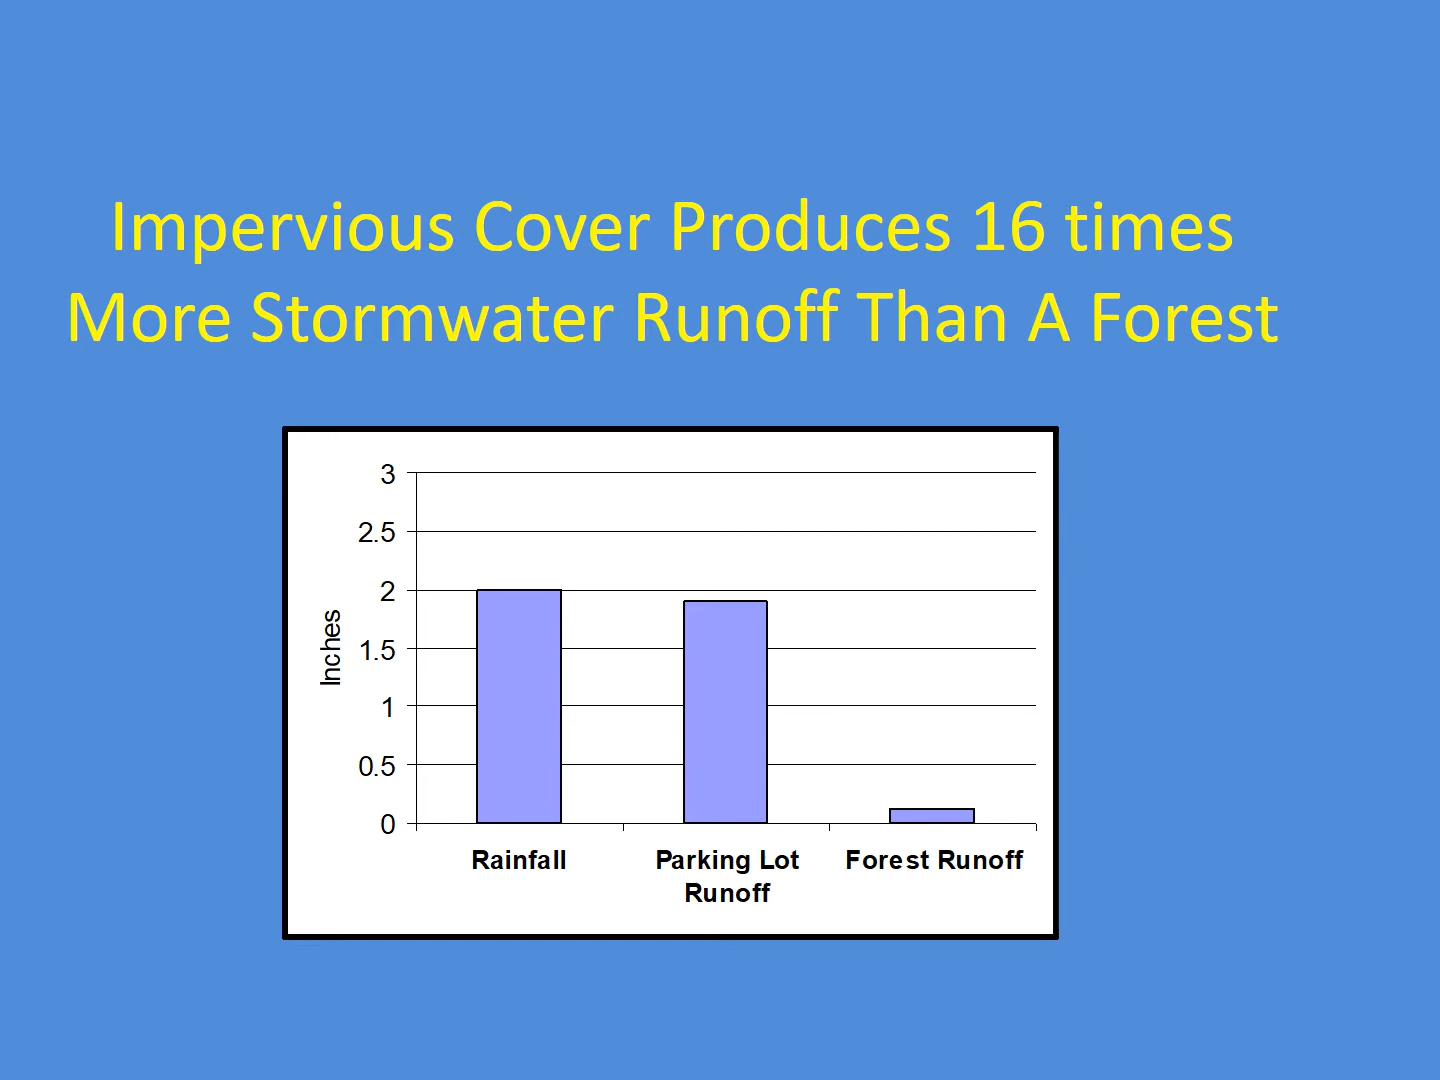 Impervious Cover Produces 16 times
More Stormwater Runoff Than A Forest
3
2.5
2
1.5
1
0.5
0
Inches
Rainfall
Parking Lot
Runoff
Forest Runoff